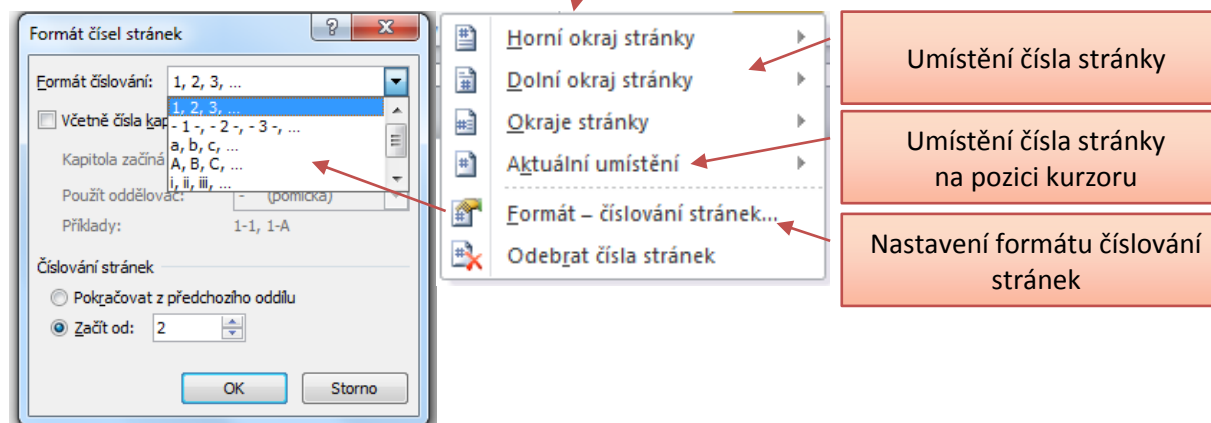 Formát čísel stránek
Formát číslování: 1, 2, 3, ...
1, 2, 3, ...
Včetně čísla kap
- 1 -, - 2 -, - 3 -, ...
a, b, c, ...
Kapitola začíná
A, B, C, ...
i, ii, iii, ...
Použít oddělovač: - (pomlčka)
Příklady: 1-1, 1-A
Číslování stránek
Pokračovat z předchozího oddílu
Začít od: 2
OK Storno
Horní okraj stránky
Dolní okraj stránky
Okraje stránky
Aktuální umístění
Formát – číslování stránek...
Odebrat čísla stránek
Umístění čísla stránky
Umístění čísla stránky
na pozici kurzoru
Nastavení formátu číslování
stránek